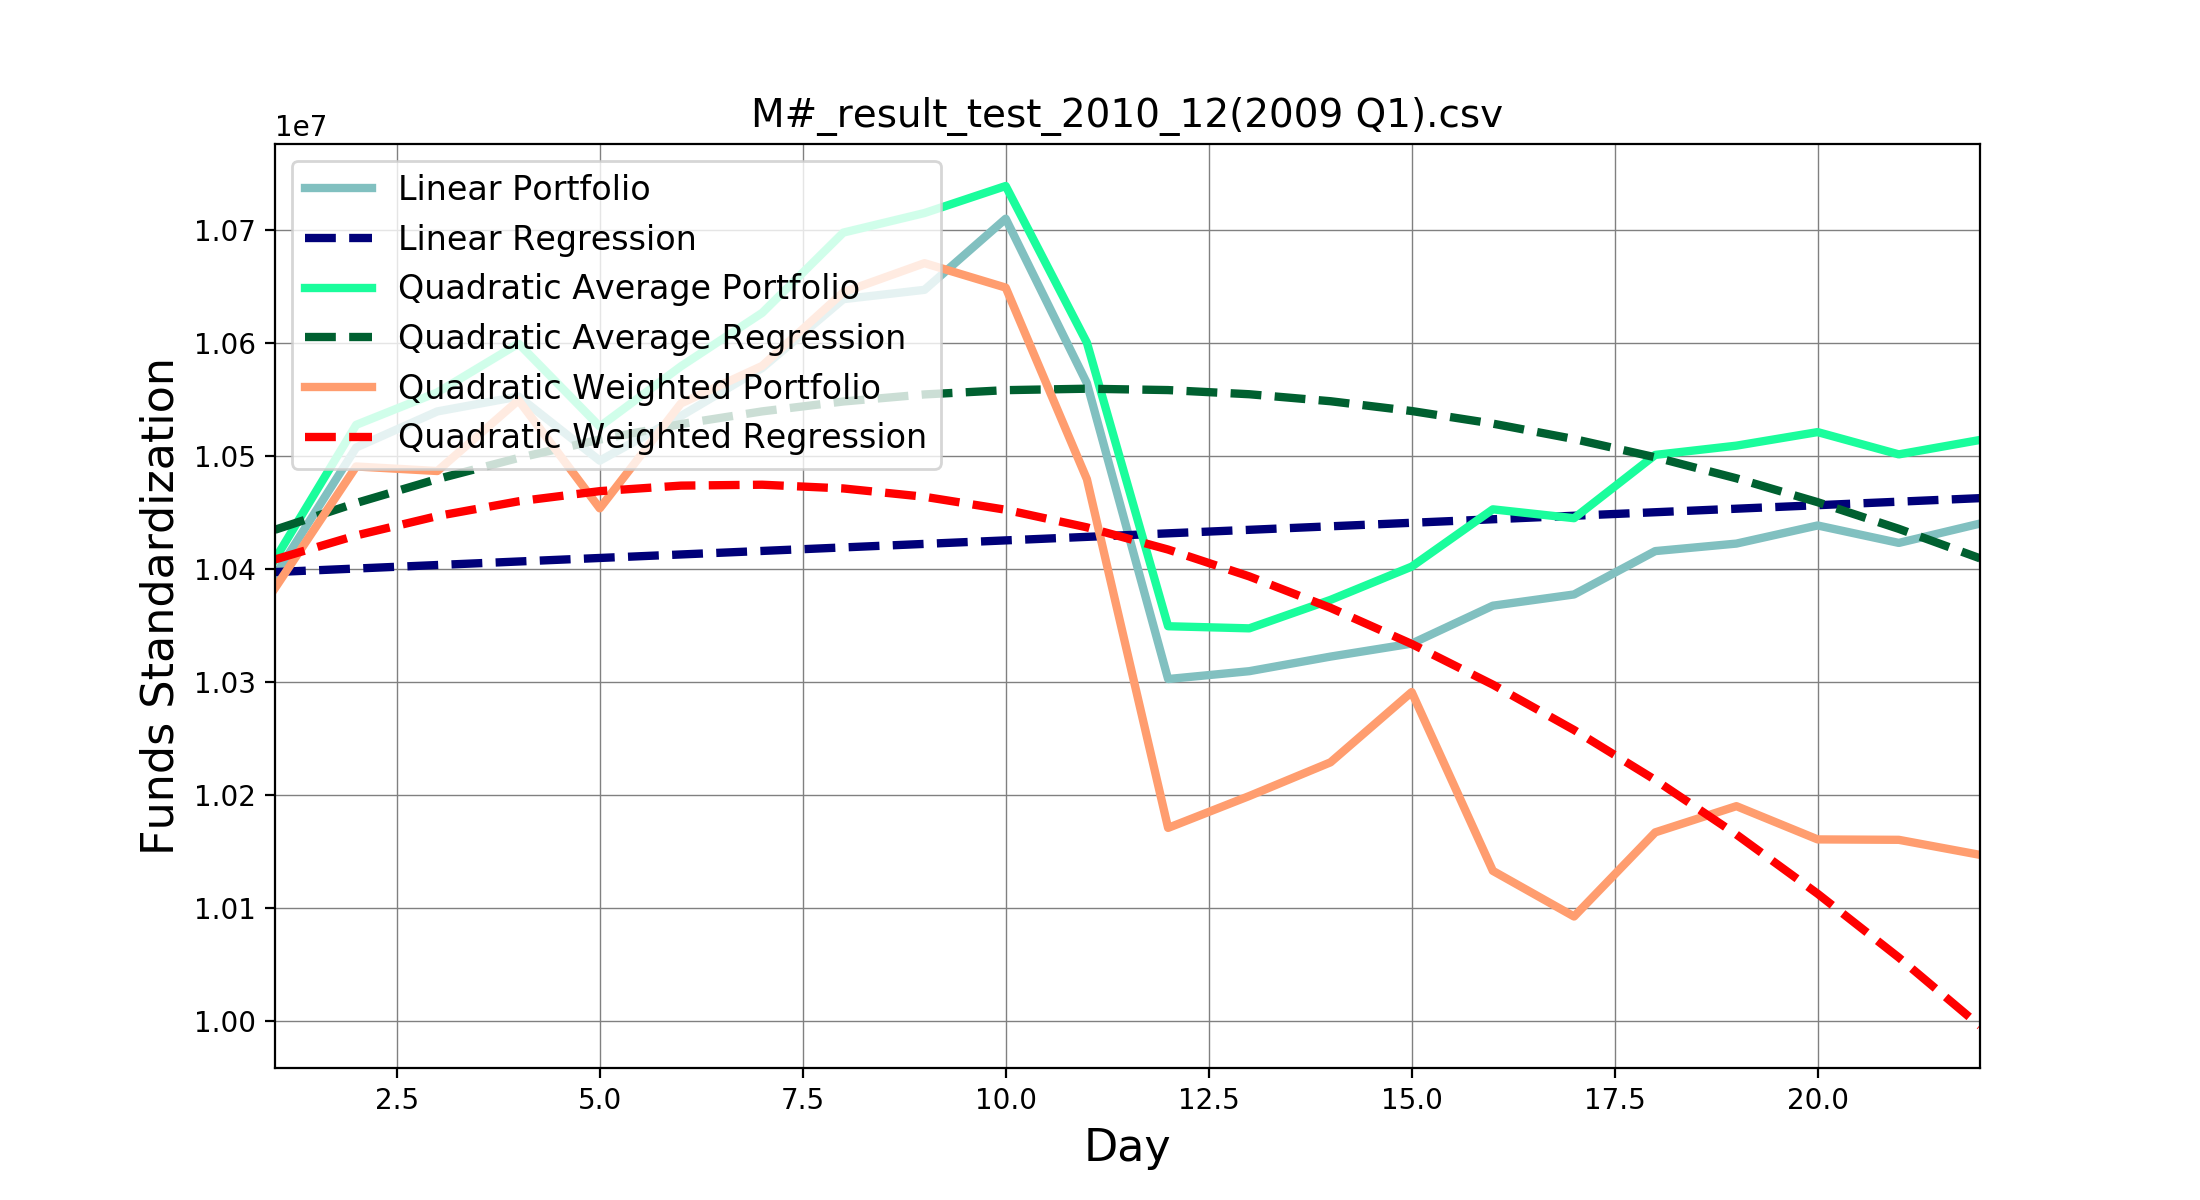 M#_result_test_2010_12(2009 Q1).csv
1e7
Linear Portfolio
Linear Regression
Quadratic Average Portfolio
Quadratic Average Regression
Quadratic Weighted Portfolio
Quadratic Weighted Regression
Funds Standardization
1.07
1.06
1.05
1.04
1.03
1.02
1.01
1.00
2.5 5.0 7.5 10.0 12.5 15.0 17.5 20.0
Day